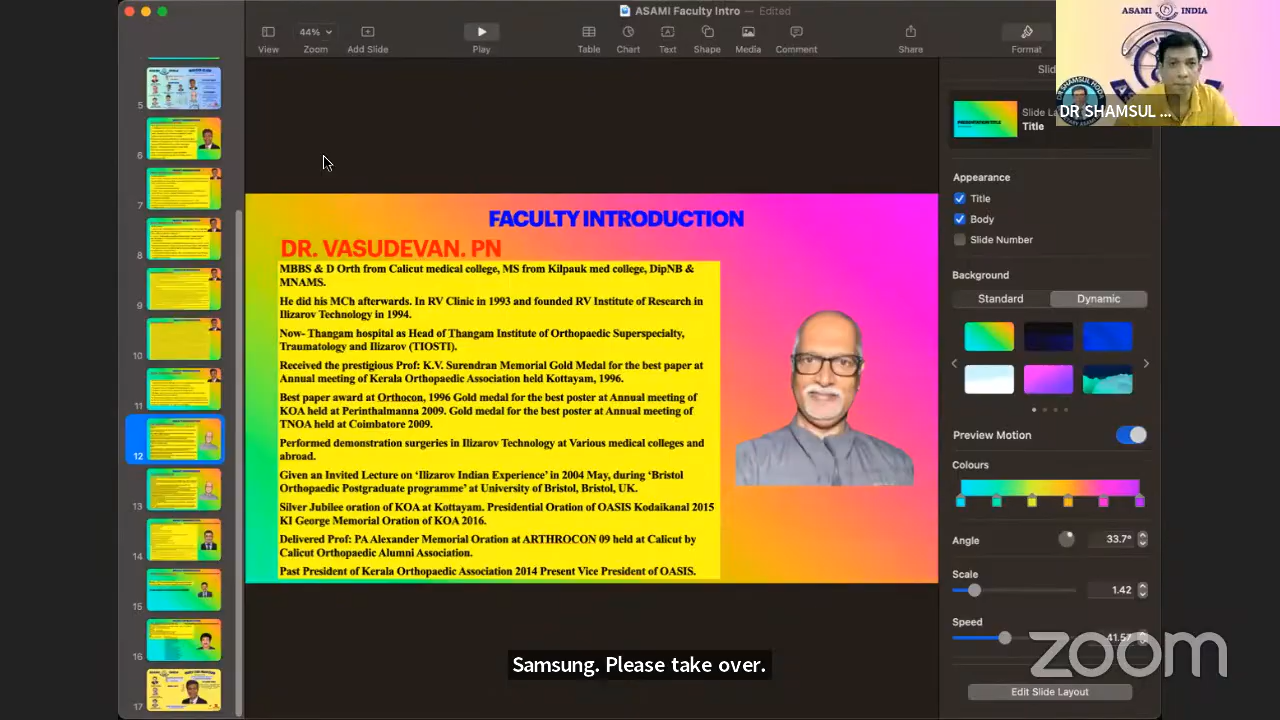 ASAMI Faculty Intro — Edited
44%
View
Zoom
Add Slide
Play
Table
Chart
Text
Shape
Media
Comment
Share
Format
ASAMI INDIA
DR SHAMSUL HODA
DR SHAMSUL ...
5
6
7
8
9
10
11
12
13
14
15
16
17
FACULTY INTRODUCTION
DR. VASUDEVAN. PN
MBBS & D Orth from Calicut medical college, MS from Kilpauk med college, DipNB &
MNAMS.
He did his MCh afterwards. In RV Clinic in 1993 and founded RV Institute of Research in
Ilizarov Technology in 1994.
Now- Thangam hospital as Head of Thangam Institute of Orthopaedic Superspecialty,
Traumatology and Ilizarov (TIOSTI).
Received the prestigious Prof: K.V. Surendran Memorial Gold Medal for the best paper at
Annual meeting of Kerala Orthopaedic Association held Kottayam, 1996.
Best paper award at Orthocon, 1996 Gold medal for the best poster at Annual meeting of
KOA held at Perinthalmanna 2009. Gold medal for the best poster at Annual meeting of
TNOA held at Coimbatore 2009.
Performed demonstration surgeries in Ilizarov Technology at Various medical colleges and
abroad.
Given an Invited Lecture on ‘Ilizarov Indian Experience’ in 2004 May, during ‘Bristol
Orthopaedic Postgraduate programme’ at University of Bristol, Bristol, UK.
Silver Jubilee oration of KOA at Kottayam. Presidential Oration of OASIS Kodaikanal 2015
KI George Memorial Oration of KOA 2016.
Delivered Prof: PA Alexander Memorial Oration at ARTHROCON 09 held at Calicut by
Calicut Orthopaedic Alumni Association.
Past President of Kerala Orthopaedic Association 2014 Present Vice President of OASIS.
Slid
Slide La
Title
Appearance
Title
Body
Slide Number
Background
Standard
Dynamic
Preview Motion
Colours
Angle
33.7°
Scale
1.42
Speed
41.57
Edit Slide Layout
Samsung. Please take over.
zoom